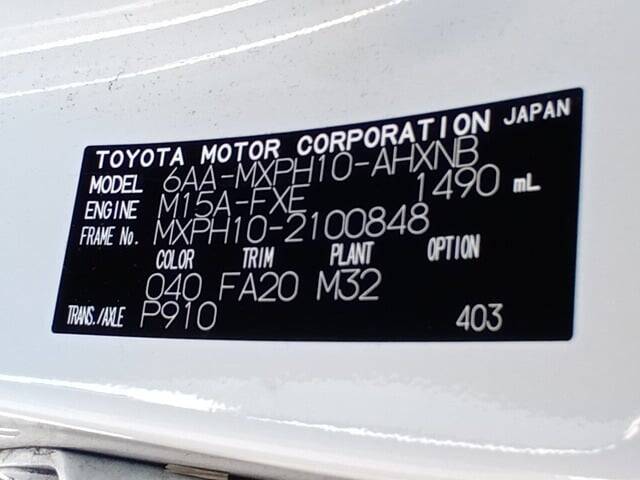 TOYOTA MOTOR CORPORATION JAPAN
MODEL 6AA-MXPH10-AHXNB
ENGINE M15A-FXE 1490 mL
FRAME No. MXPH10-2100848
COLOR TRIM PLANT OPTION
040 FA20 M32
TRANS./AXLE P910 403